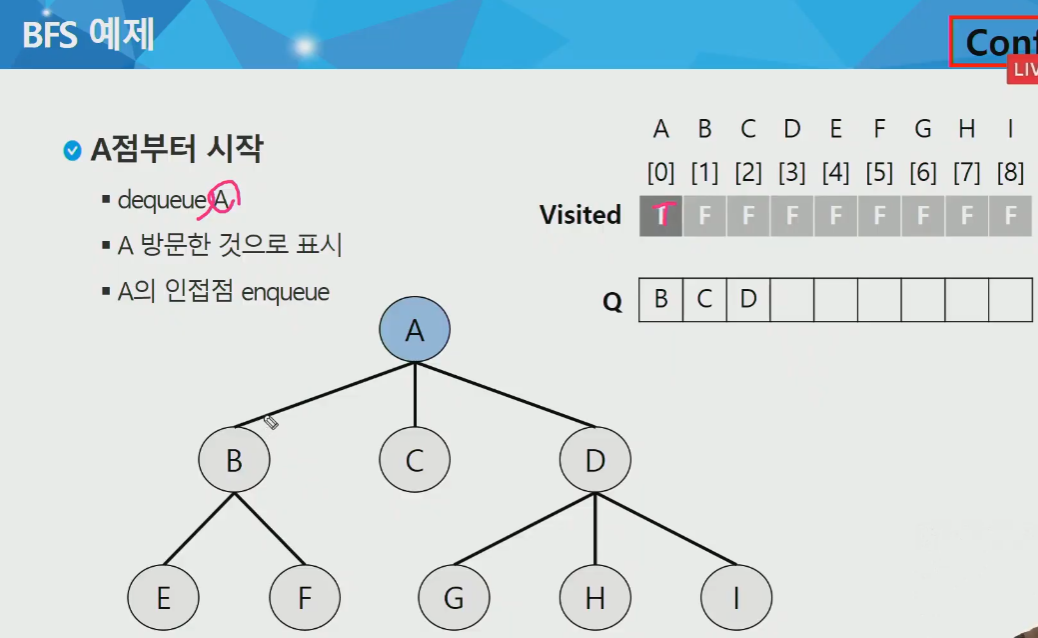 BFS 예제
Conf
LIV
A점부터 시작
dequeue A
A 방문한 것으로 표시
A의 인접점 enqueue
A B C D E F G H I
[0] [1] [2] [3] [4] [5] [6] [7] [8]
Visited T F F F F F F F F
Q B C D
A
B C D
E F G H I